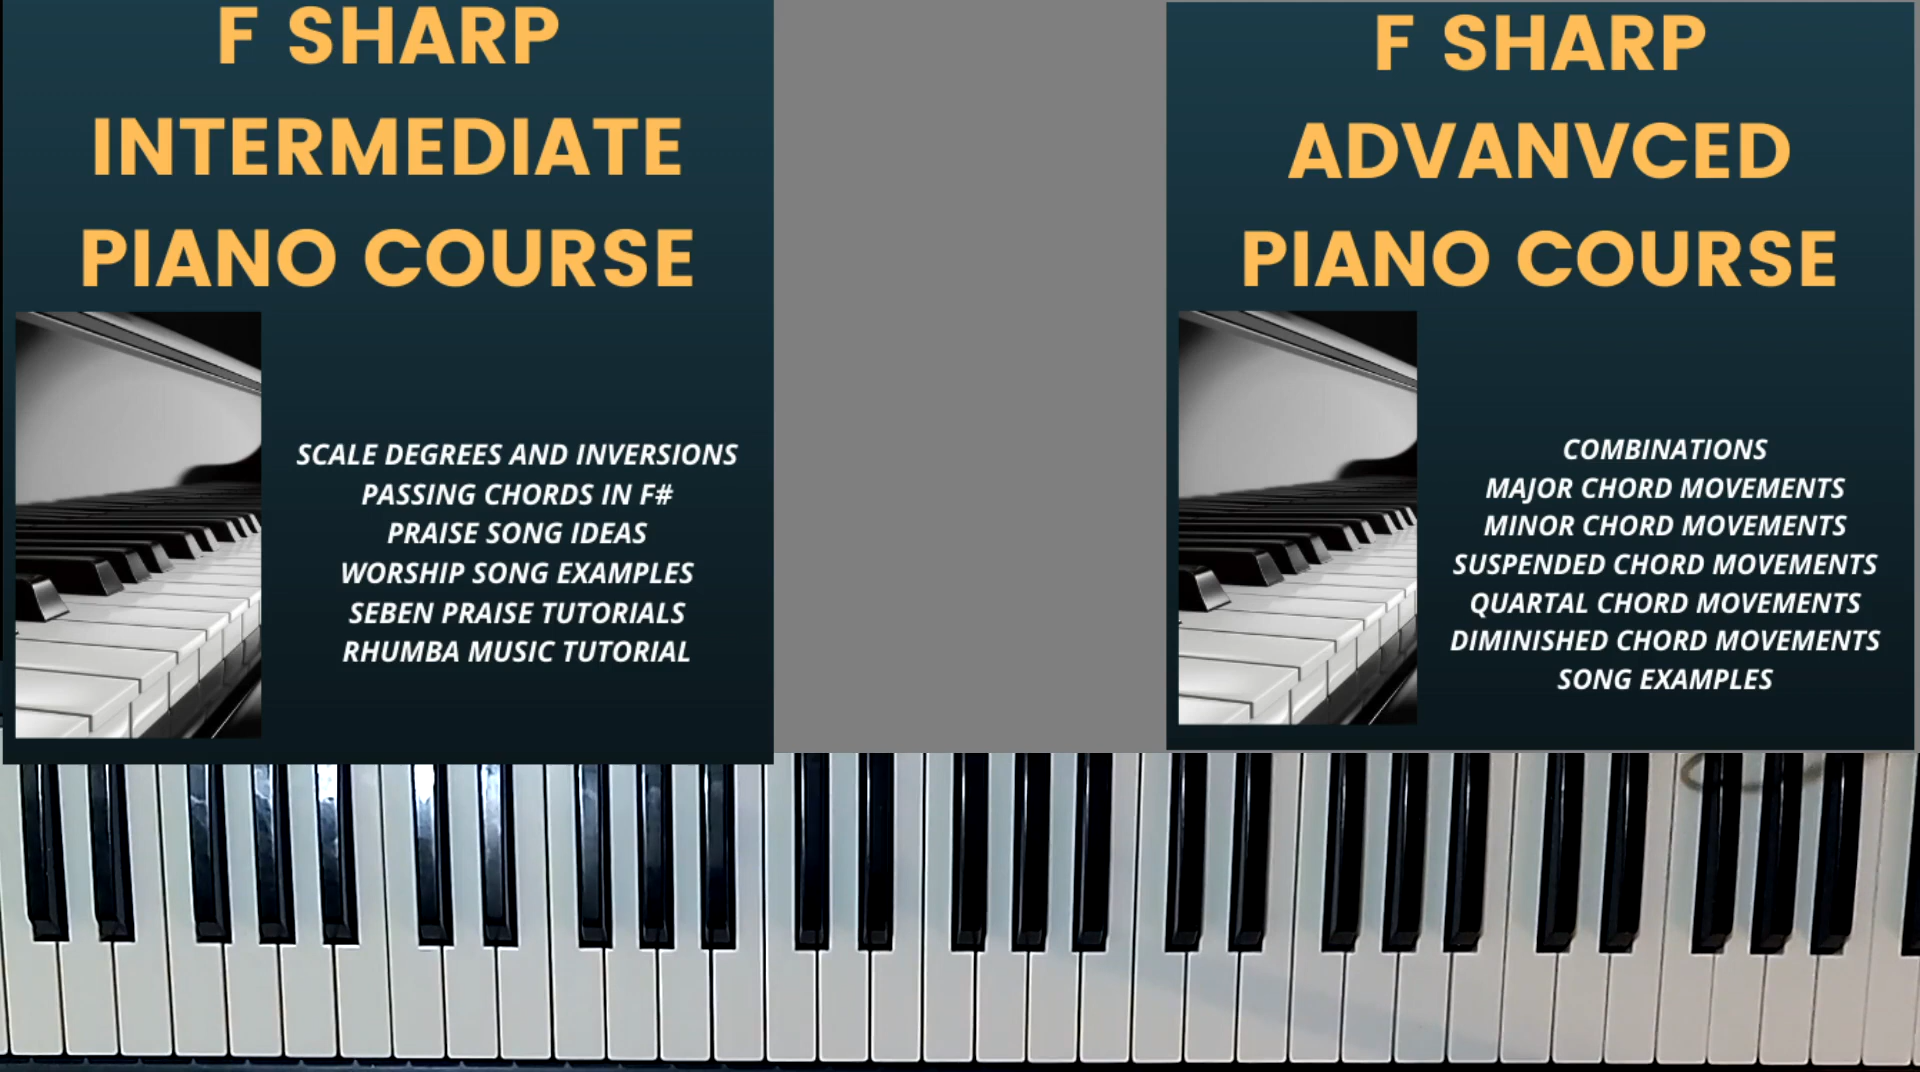 F SHARP
INTERMEDIATE
PIANO COURSE
SCALE DEGREES AND INVERSIONS
PASSING CHORDS IN F#
PRAISE SONG IDEAS
WORSHIP SONG EXAMPLES
SEBEN PRAISE TUTORIALS
RHUMBA MUSIC TUTORIAL
F SHARP
ADVANVCED
PIANO COURSE
COMBINATIONS
MAJOR CHORD MOVEMENTS
MINOR CHORD MOVEMENTS
SUSPENDED CHORD MOVEMENTS
QUARTAL CHORD MOVEMENTS
DIMINISHED CHORD MOVEMENTS
SONG EXAMPLES